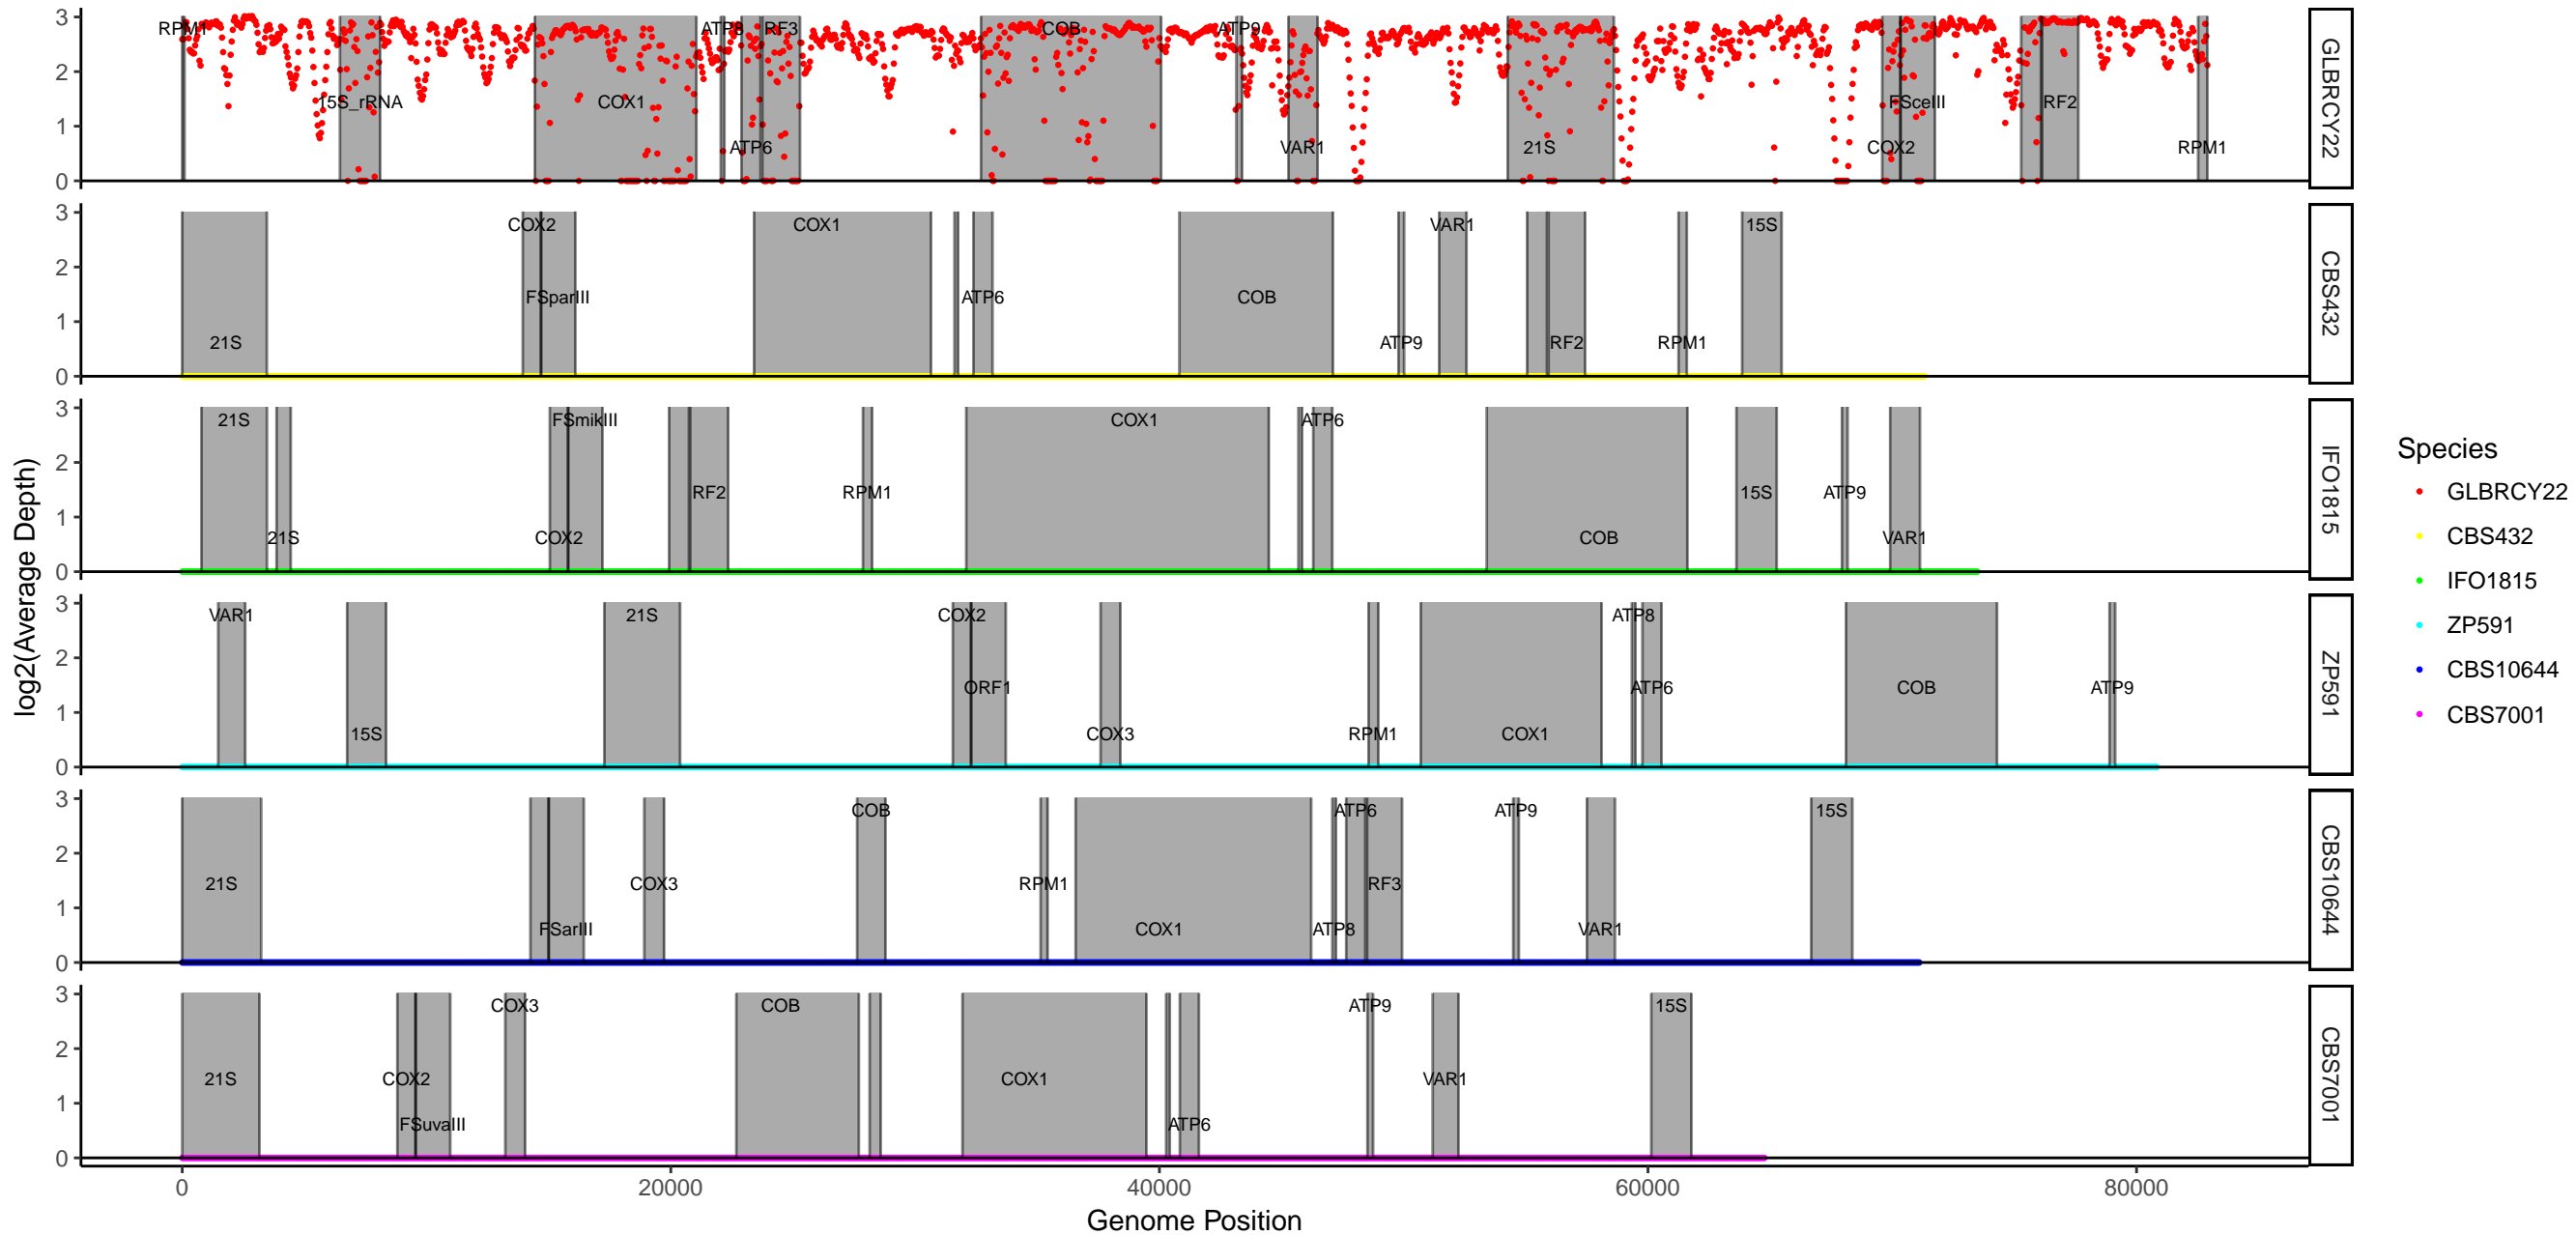 3
2
1
0
RPM1
15S_rRNA
COX1
ATP8
ATP6
RF3
COB
ATP9
VAR1
21S
COX2
FSceIII
RF2
RPM1
GLBRCY22
3
2
1
0
21S
COX2
FSparIII
COX1
ATP6
COB
ATP9
VAR1
RF2
RPM1
15S
CBS432
3
2
1
0
21S
21S
COX2
FSmikIII
RF2
RPM1
COX1
ATP6
COB
15S
ATP9
VAR1
IFO1815
3
2
1
0
VAR1
15S
21S
COX2
ORF1
COX3
RPM1
COX1
ATP8
ATP6
COB
ATP9
ZP591
3
2
1
0
21S
FSarIII
COX3
COB
RPM1
COX1
ATP8
ATP6
RF3
ATP9
VAR1
15S
CBS10644
3
2
1
0
21S
COX2
FSuvaIII
COX3
COB
COX1
ATP6
ATP9
VAR1
15S
CBS7001
0
20000
40000
60000
80000
Genome Position
log2(Average Depth)
Species
GLBRCY22
CBS432
IFO1815
ZP591
CBS10644
CBS7001